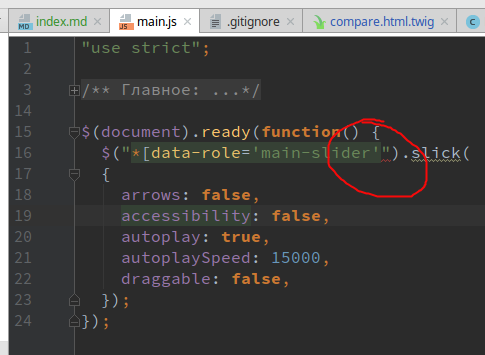 index.md main.js .gitignore compare.html.twig
1 "use strict";
2
3 /** Главное: ...*/
14
15 $(document).ready(function() {
16 $("*[data-role='main-slider'").slick(
17 {
18 arrows: false,
19 accessibility: false,
20 autoplay: true,
21 autoplaySpeed: 15000,
22 draggable: false,
23 });
24 });